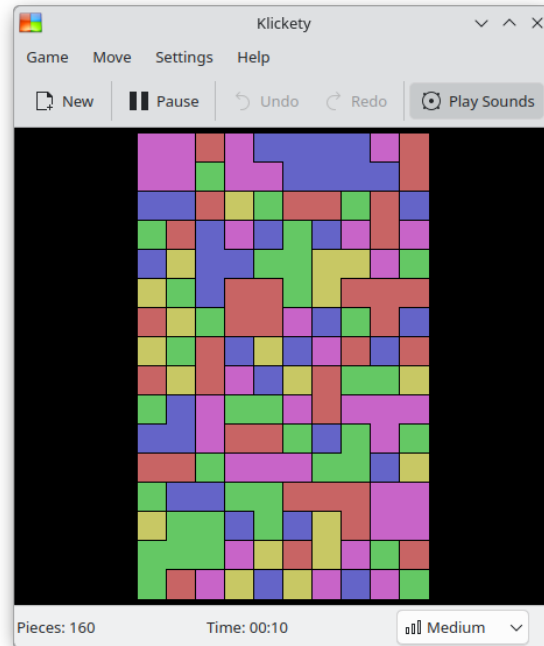 Klickety
Game Move Settings Help
New Pause Undo Redo Play Sounds
Pieces: 160 Time: 00:10 Medium